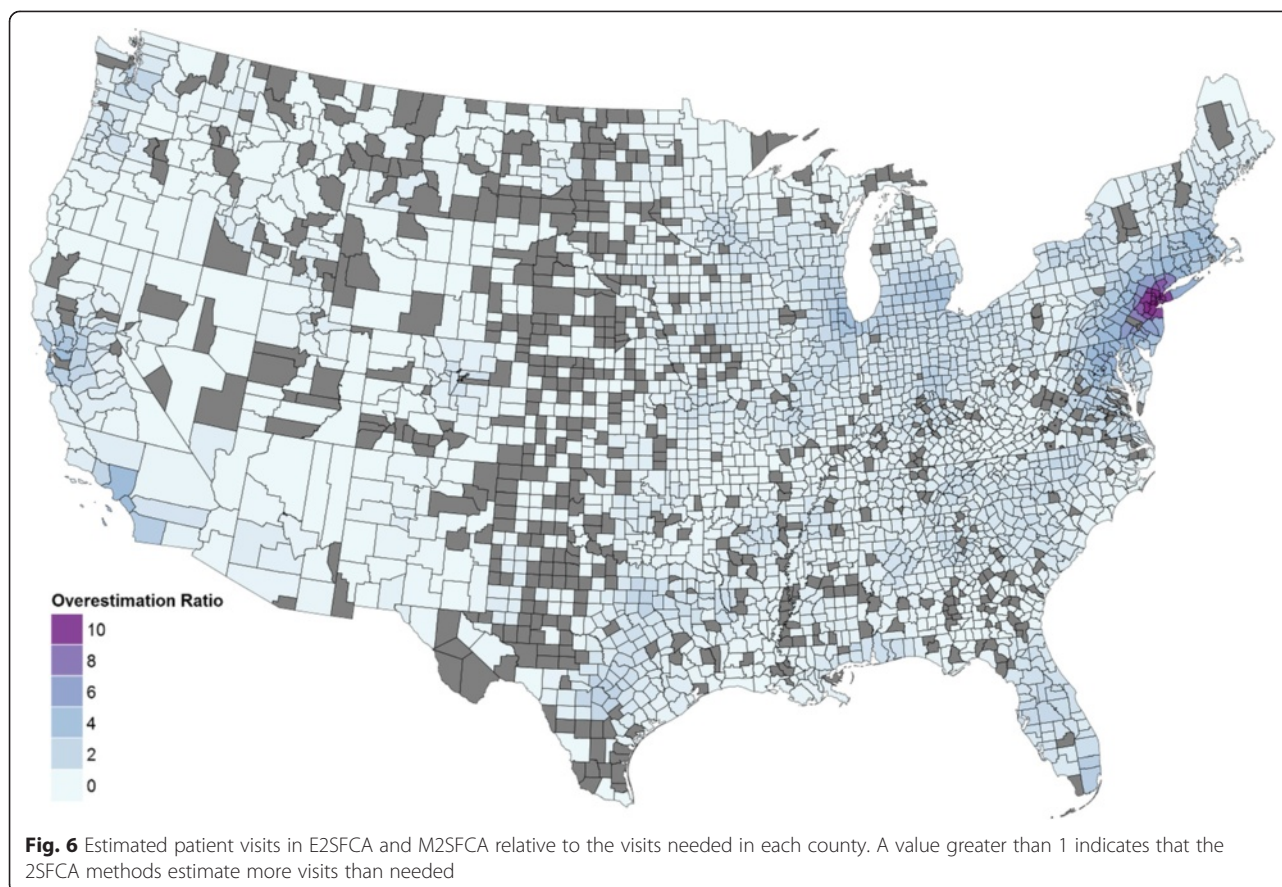 Overestimation Ratio
10
8
6
4
2
0
Fig. 6 Estimated patient visits in E2SFCA and M2SFCA relative to the visits needed in each county. A value greater than 1 indicates that the
2SFCA methods estimate more visits than needed